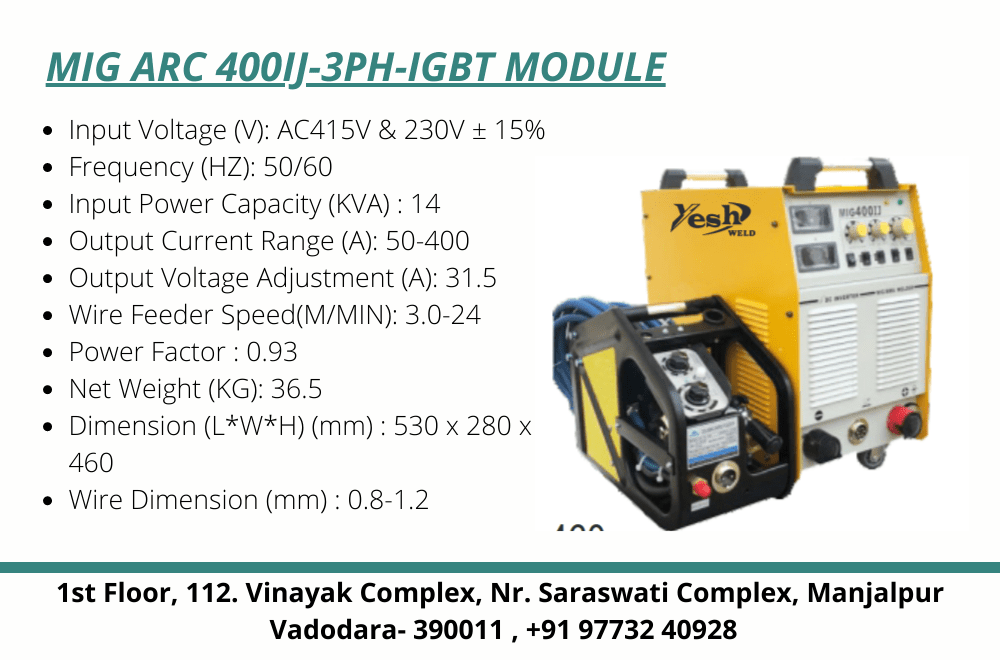 MIG ARC 400IJ-3PH-IGBT MODULE
• Input Voltage (V): AC415V & 230V ± 15%
• Frequency (HZ): 50/60
• Input Power Capacity (KVA) : 14
• Output Current Range (A): 50-400
• Output Voltage Adjustment (A): 31.5
• Wire Feeder Speed(M/MIN): 3.0-24
• Power Factor : 0.93
• Net Weight (KG): 36.5
• Dimension (L*W*H) (mm) : 530 x 280 x
460
• Wire Dimension (mm) : 0.8-1.2
Yesh
WELD
MIG400IJ
DC INVERTER
1st Floor, 112. Vinayak Complex, Nr. Saraswati Complex, Manjalpur
Vadodara- 390011 , +91 97732 40928